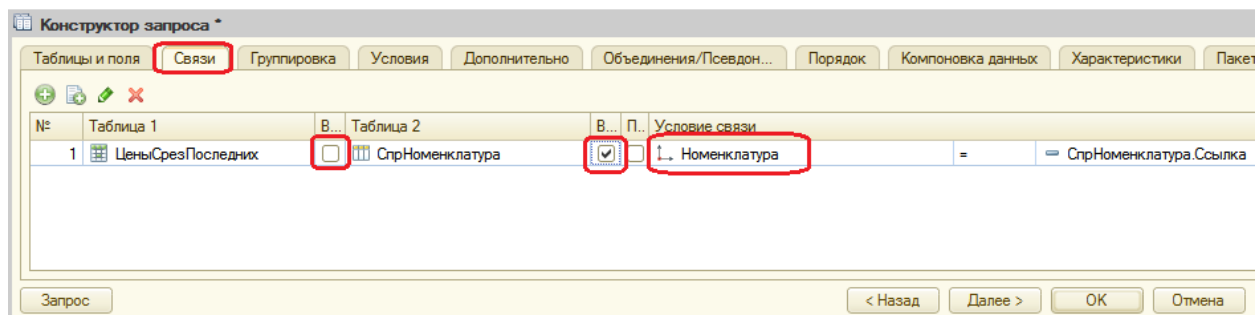 Конструктор запроса *
Таблицы и поля Связи Группировка Условия Дополнительно Объединения/Псевдон... Порядок Компоновка данных Характеристики Пакет
№ Таблица 1 В... Таблица 2 В... П.. Условие связи
1 ЦеныСрезПоследних СпрНоменклатура Номенклатура = СпрНоменклатура.Ссылка
Запрос < Назад Далее > OK Отмена